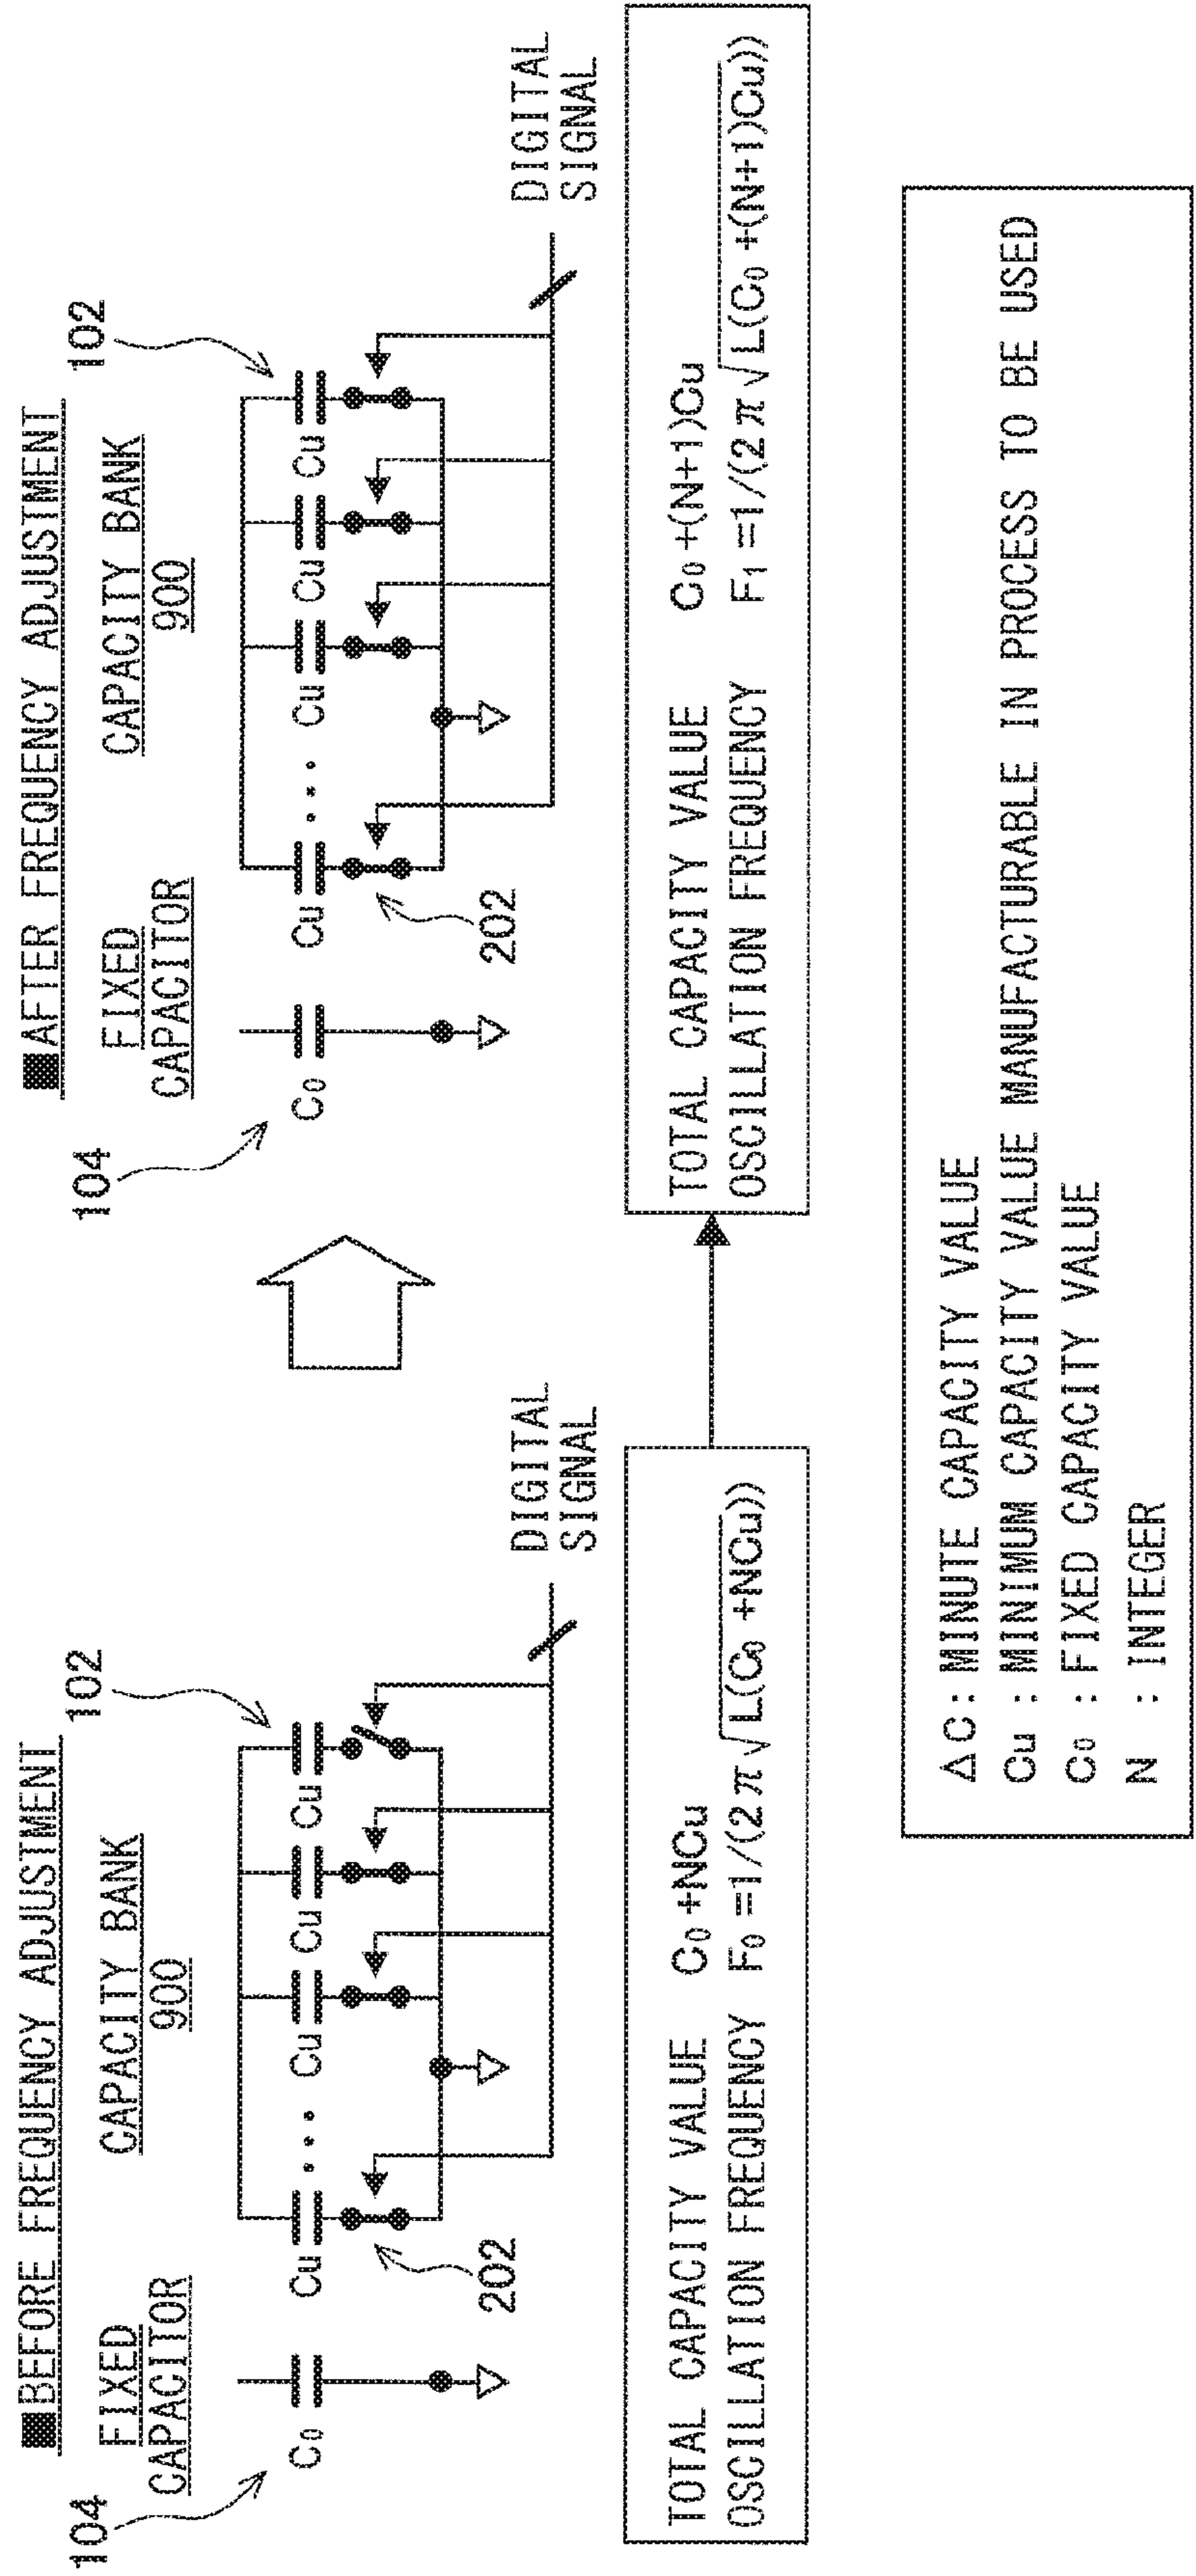 ■BEFORE FREQUENCY ADJUSTMENT
FIXED
CAPACITOR
CAPACITY BANK
900
104
C₀
Cu
...
Cu
Cu
Cu
102
202
DIGITAL
SIGNAL
TOTAL CAPACITY VALUE C₀+NCu
OSCILLATION FREQUENCY F₀=1/(2π√L(C₀+NCu))
■AFTER FREQUENCY ADJUSTMENT
FIXED
CAPACITOR
CAPACITY BANK
900
104
C₀
Cu
...
Cu
Cu
Cu
102
202
DIGITAL
SIGNAL
TOTAL CAPACITY VALUE C₀+(N+1)Cu
OSCILLATION FREQUENCY F₁=1/(2π√L(C₀+(N+1)Cu))
ΔC: MINUTE CAPACITY VALUE
Cu : MINIMUM CAPACITY VALUE MANUFACTURABLE IN PROCESS TO BE USED
C₀ : FIXED CAPACITY VALUE
N : INTEGER